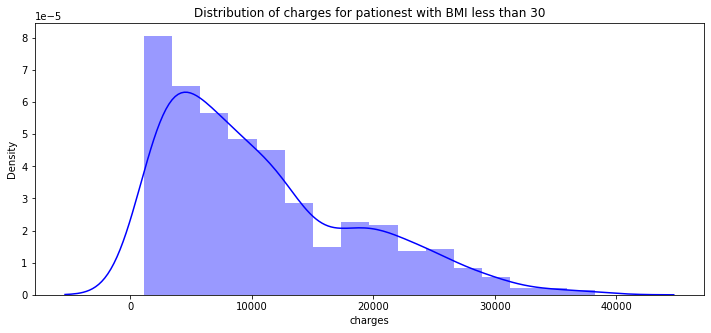 Distribution of charges for pationest with BMI less than 30
1e−5
8
7
6
5
4
3
2
1
0
Density
0 10000 20000 30000 40000
charges